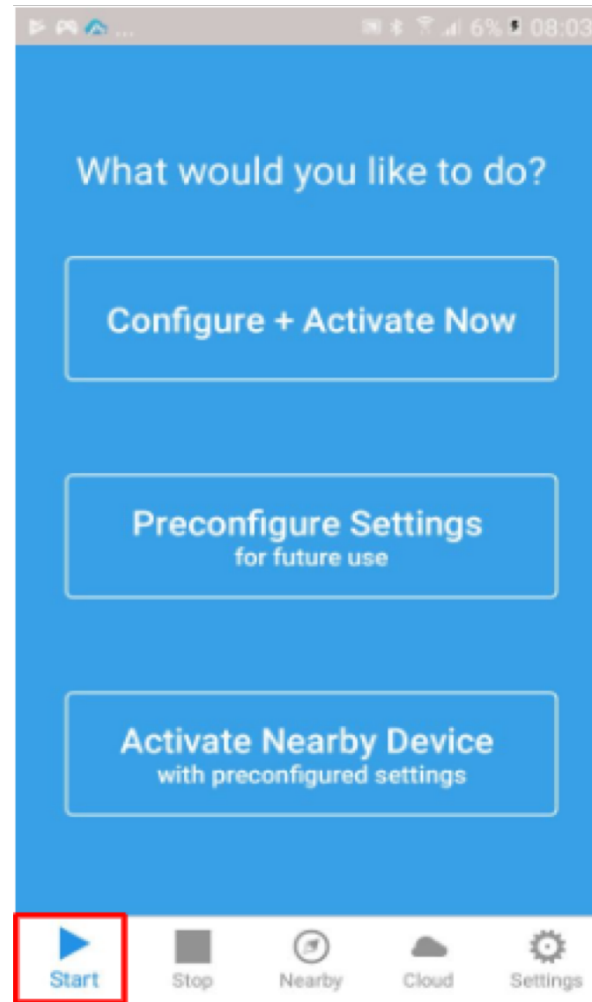 ... 6% 08:03
What would you like to do?
Configure + Activate Now
Preconfigure Settings
for future use
Activate Nearby Device
with preconfigured settings
Start Stop Nearby Cloud Settings